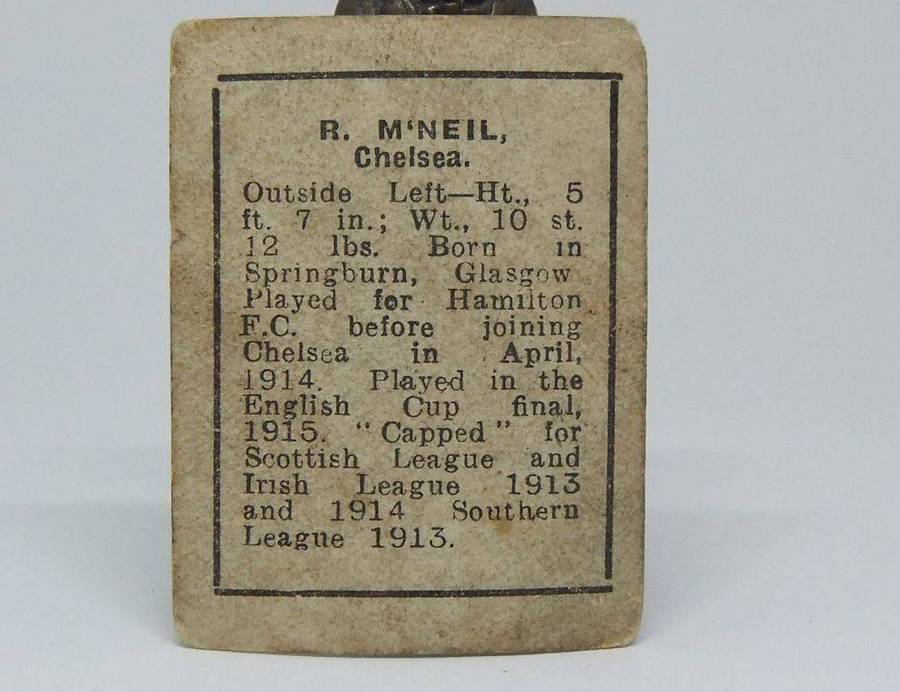 R. M‘NEIL,
Chelsea.
Outside Left—Ht., 5
ft. 7 in.; Wt., 10 st.
12 lbs. Born in
Springburn, Glasgow
Played for Hamilton
F.C. before joining
Chelsea in April,
1914. Played in the
English Cup final,
1915. “Capped” for
Scottish League and
Irish League 1913
and 1914 Southern
League 1913.